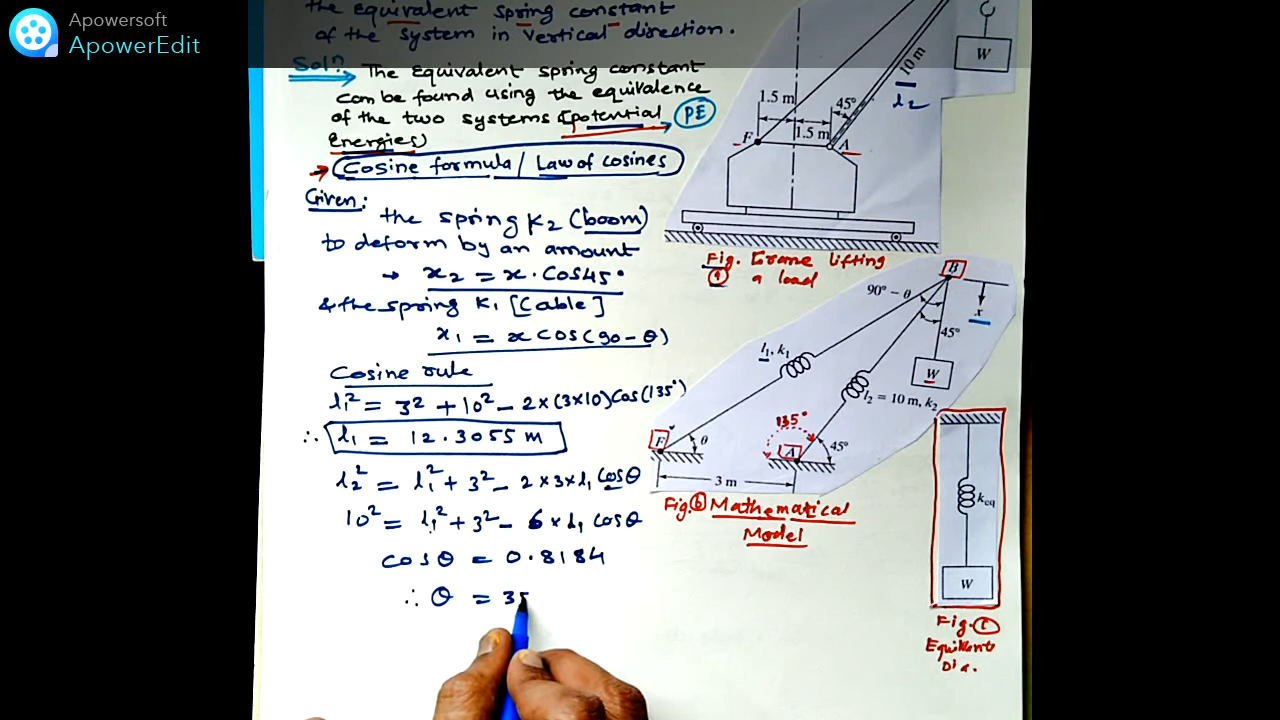 Apowersoft
ApowerEdit
the equivalent spring constant
of the system in vertical direction.
Sol?
The equivalent spring constant
can be found using the equivalence
of the two systems (potential
Energies)
PE
Cosine formula / Law of cosines
Given:
the spring K₂ (boom)
to deform by an amount
→ x₂ = x · cos45°
& the spring K₁ [cable]
x₁ = x cos(90 - θ)
Cosine rule
l₁² = 3² + 10² - 2 × (3×10) cos(135°)
∴ l₁ = 12.3055 m
l₂² = l₁² + 3² - 2 × 3 × l₁ cosθ
10² = l₁² + 3² - 6 × l₁ cosθ
cosθ = 0.8184
∴ θ = 35
10 m
l₂
W
1.5 m
45°
F
1.5 m
A
Fig. Crane lifting
a load
B
90° − θ
x
45°
l₁, k₁
W
l₂ = 10 m, k₂
135°
F
θ
A
45°
3 m
Fig. b Mathematical
Model
k_eq
W
Fig. c
Equivlent
Dia.